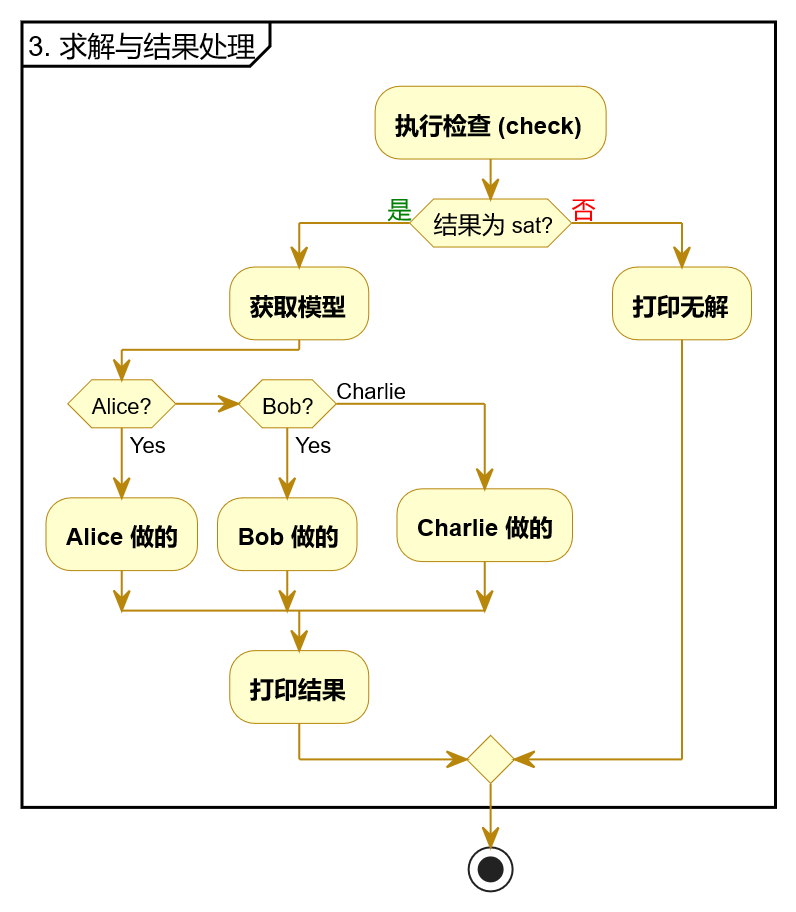 3. 求解与结果处理
执行检查 (check)
是
结果为 sat?
否
获取模型
打印无解
Alice?
Bob?
Charlie
Yes
Yes
Alice 做的
Bob 做的
Charlie 做的
打印结果